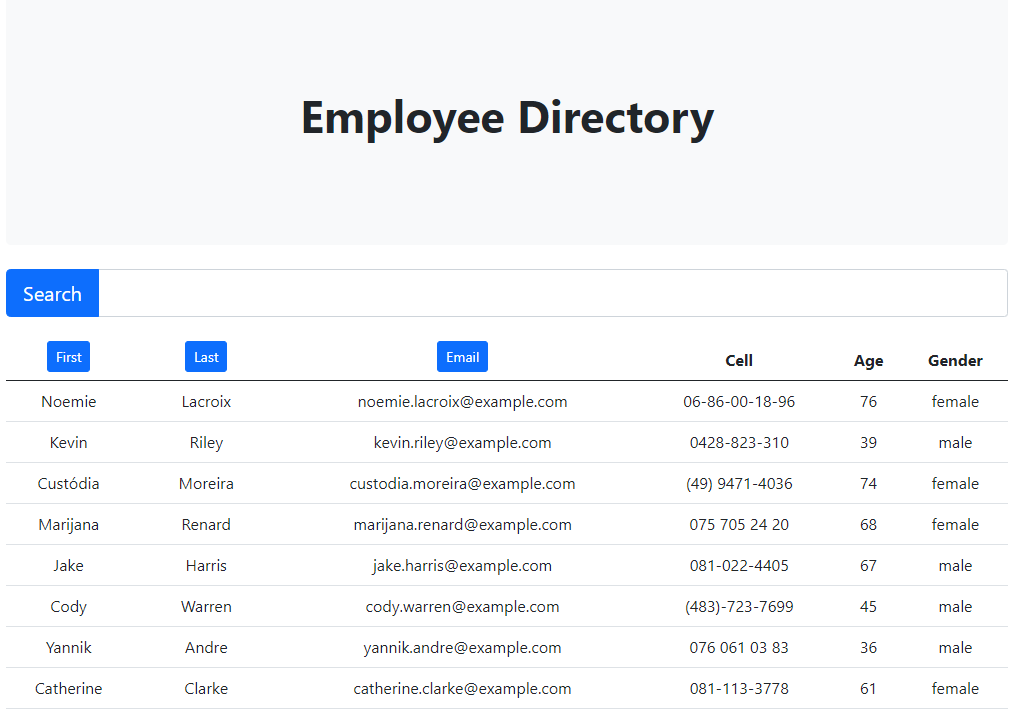 Employee Directory
Search
First Last Email Cell Age Gender
Noemie Lacroix noemie.lacroix@example.com 06-86-00-18-96 76 female
Kevin Riley kevin.riley@example.com 0428-823-310 39 male
Custódia Moreira custodia.moreira@example.com (49) 9471-4036 74 female
Marijana Renard marijana.renard@example.com 075 705 24 20 68 female
Jake Harris jake.harris@example.com 081-022-4405 67 male
Cody Warren cody.warren@example.com (483)-723-7699 45 male
Yannik Andre yannik.andre@example.com 076 061 03 83 36 male
Catherine Clarke catherine.clarke@example.com 081-113-3778 61 female